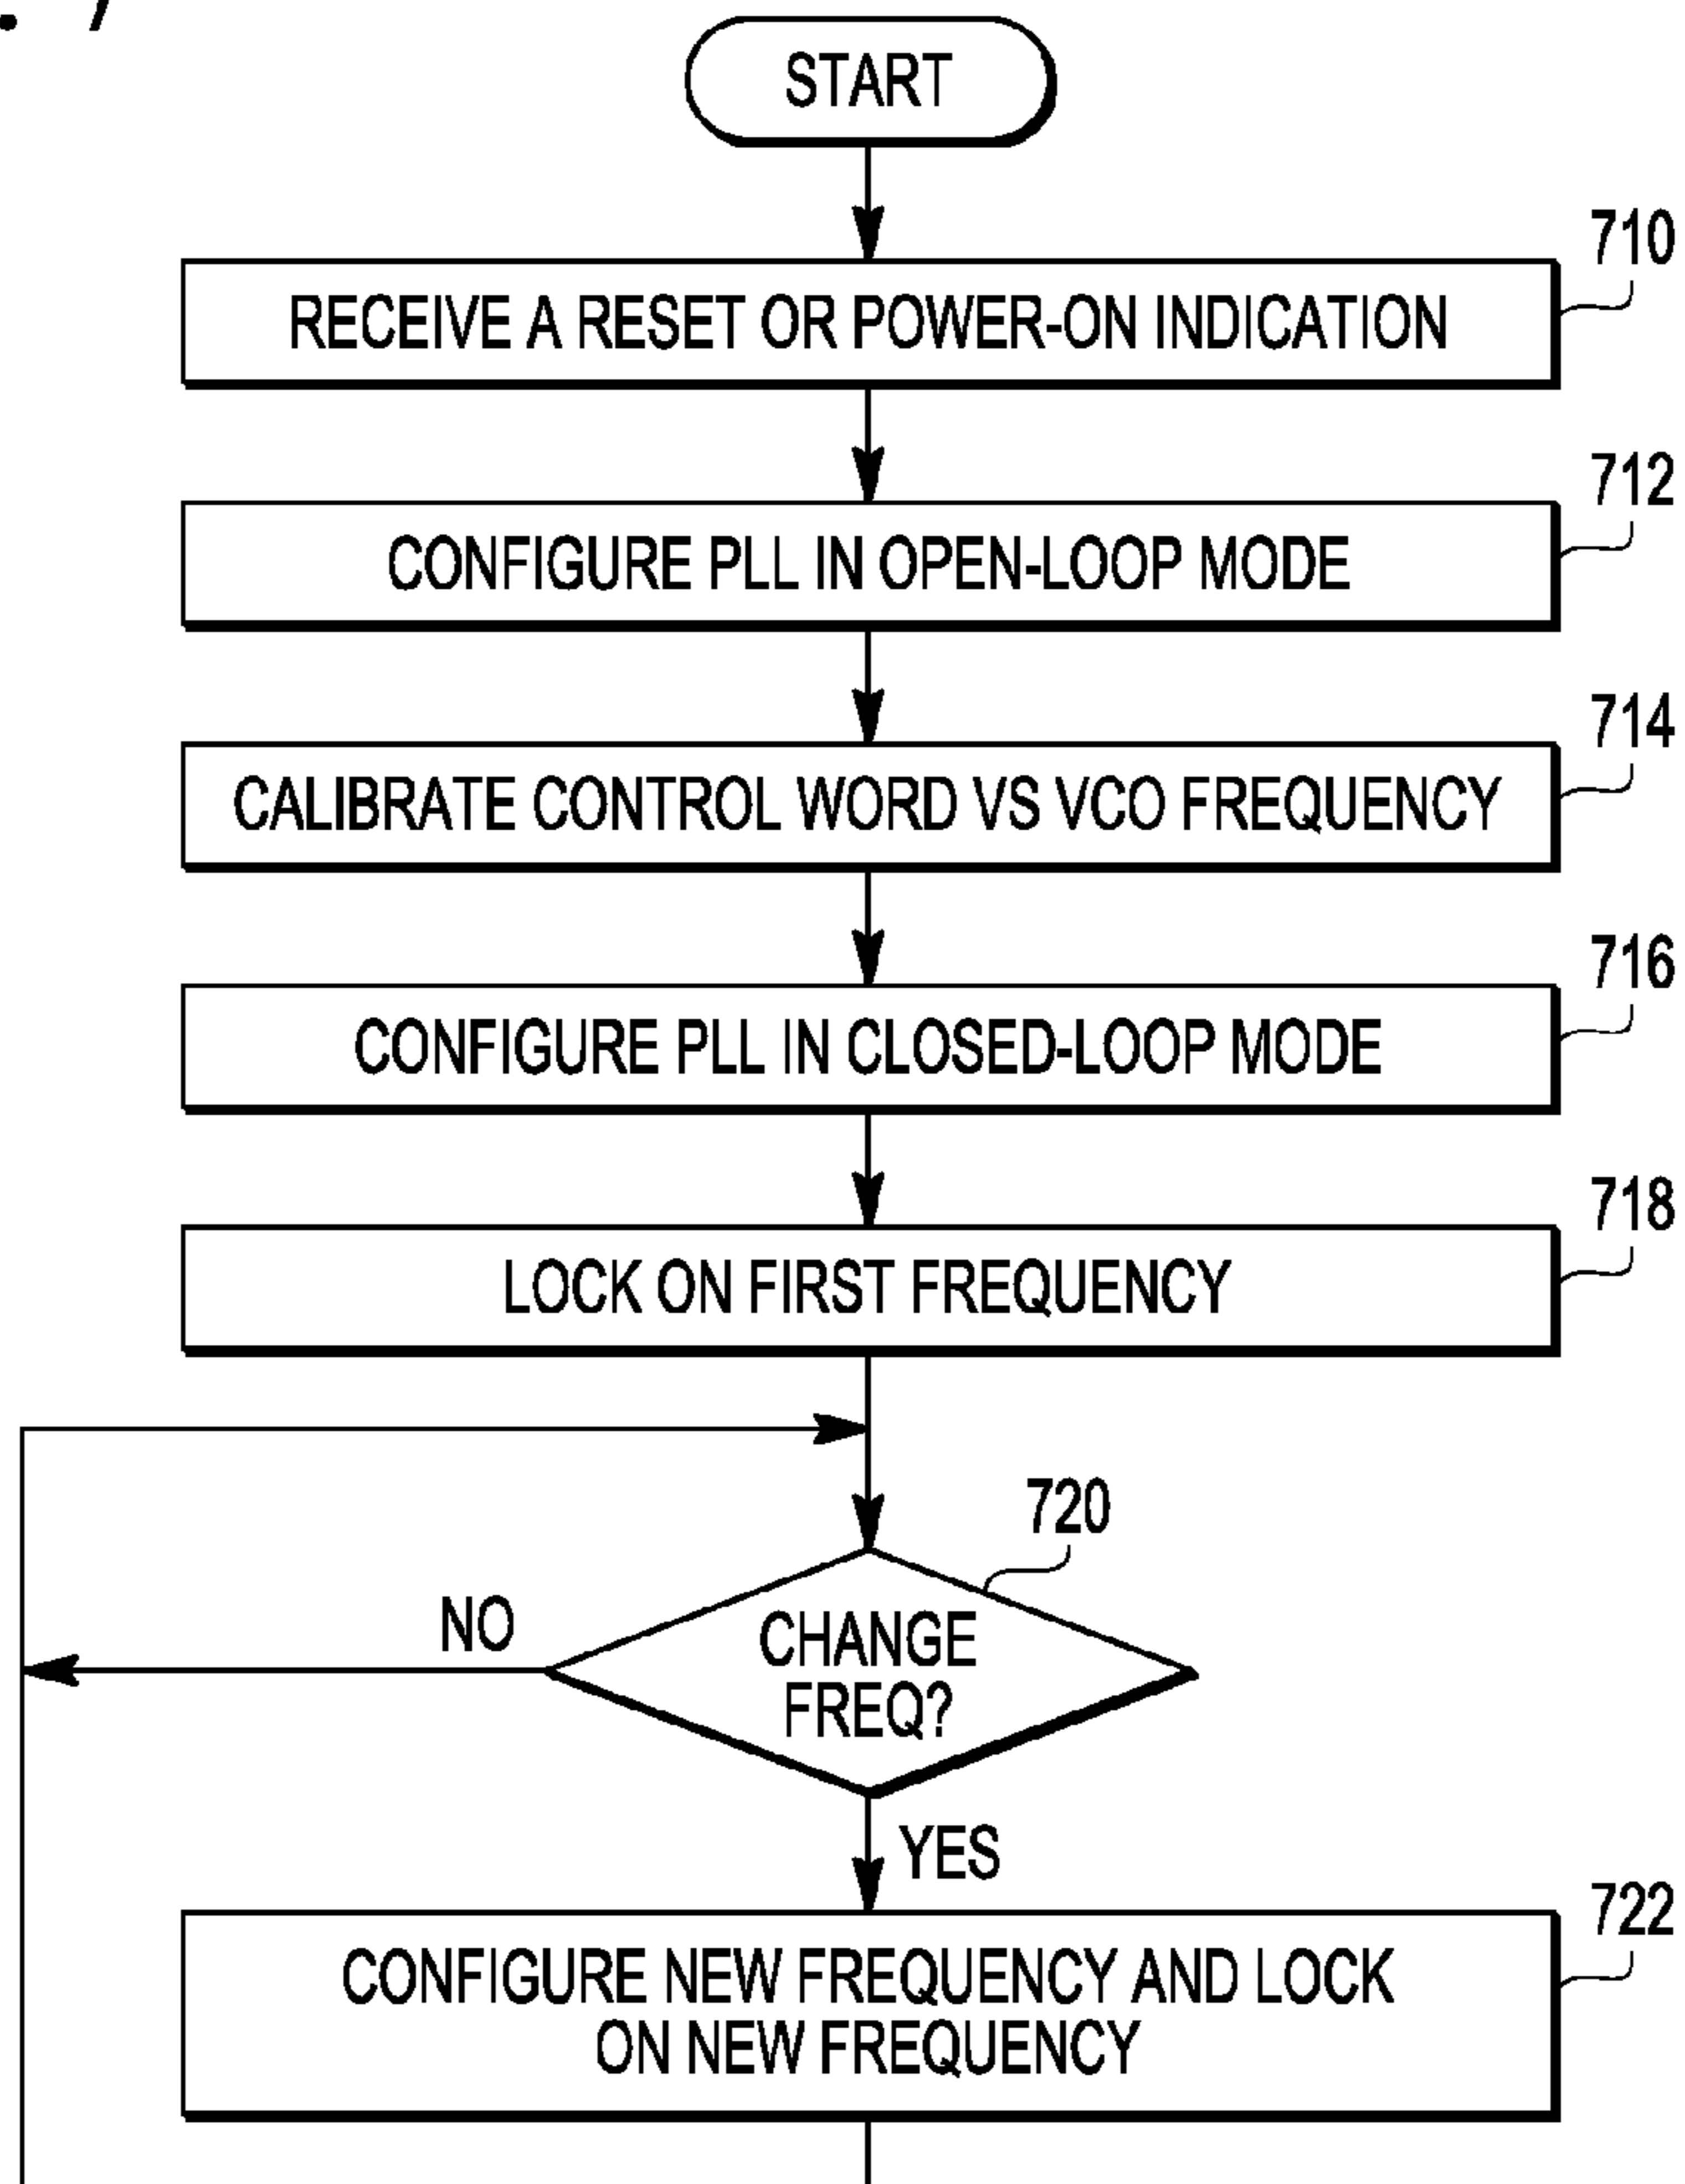 START
710
RECEIVE A RESET OR POWER-ON INDICATION
712
CONFIGURE PLL IN OPEN-LOOP MODE
714
CALIBRATE CONTROL WORD VS VCO FREQUENCY
716
CONFIGURE PLL IN CLOSED-LOOP MODE
718
LOCK ON FIRST FREQUENCY
720
NO
CHANGE
FREQ?
YES
722
CONFIGURE NEW FREQUENCY AND LOCK
ON NEW FREQUENCY